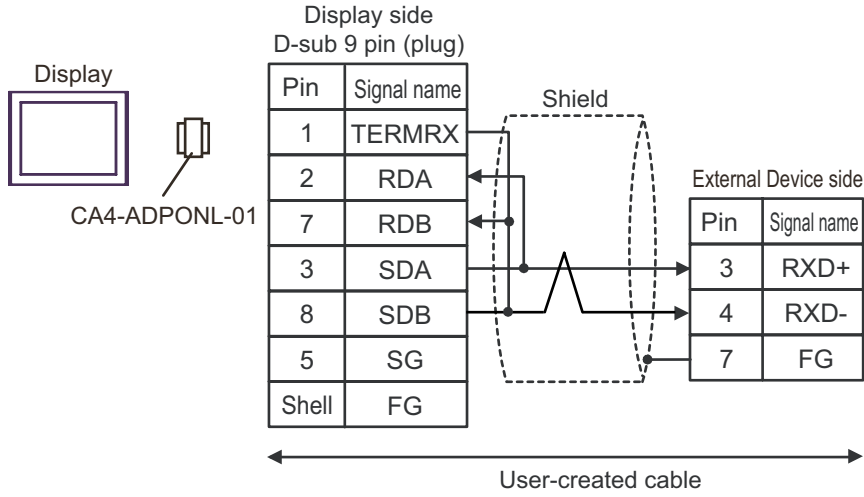 Display side
D-sub 9 pin (plug)
Display
CA4-ADPONL-01
Pin Signal name
1 TERMRX
2 RDA
7 RDB
3 SDA
8 SDB
5 SG
Shell FG
Shield
External Device side
Pin Signal name
3 RXD+
4 RXD-
7 FG
User-created cable